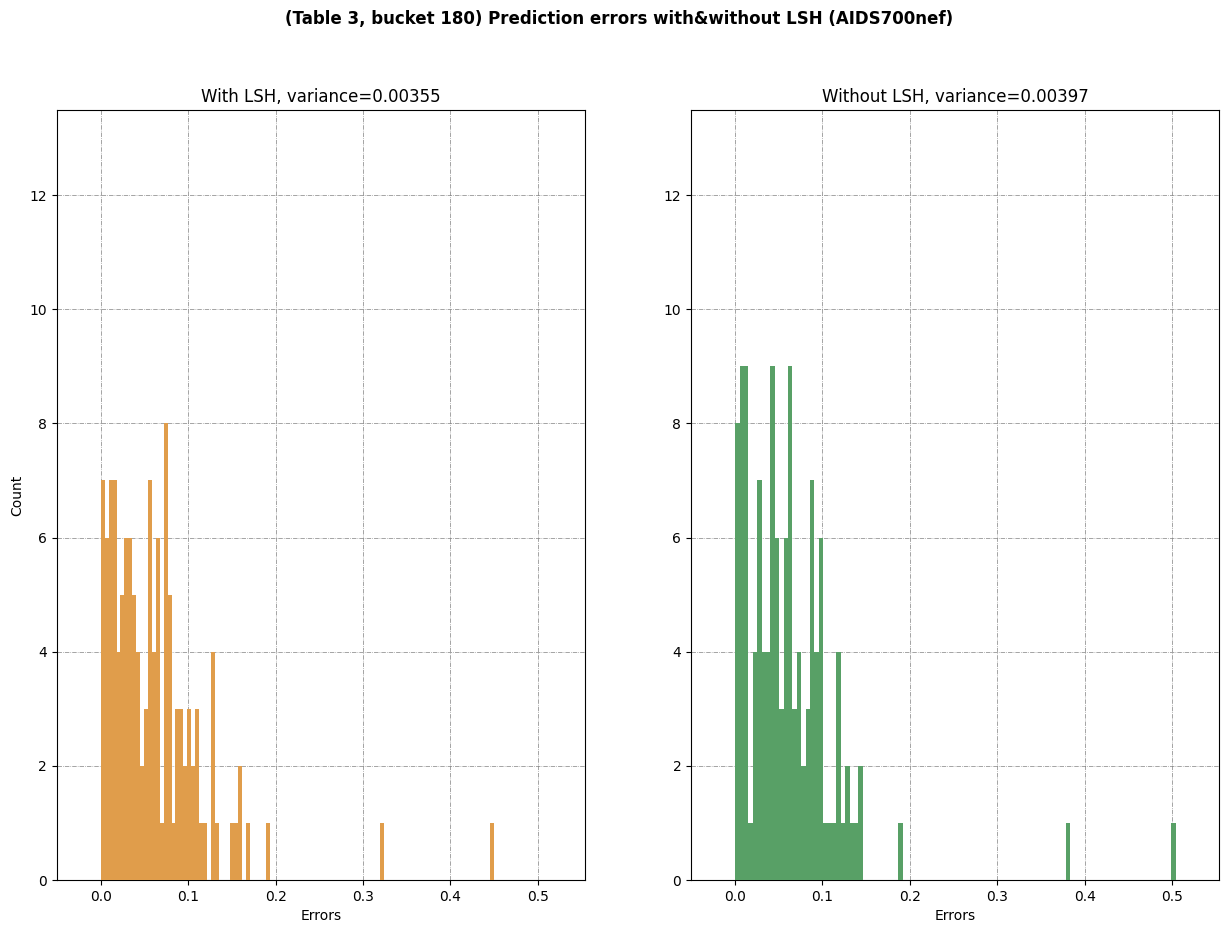 (Table 3, bucket 180) Prediction errors with&without LSH (AIDS700nef)
With LSH, variance=0.00355
12
10
8
6
4
2
0
Count
0.0 0.1 0.2 0.3 0.4 0.5
Errors
Without LSH, variance=0.00397
12
10
8
6
4
2
0
0.0 0.1 0.2 0.3 0.4 0.5
Errors